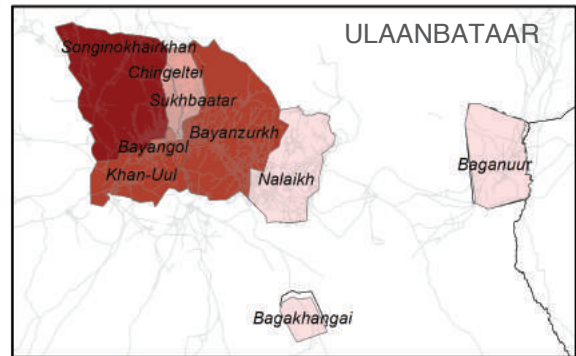 ULAANBATAAR
Songinokhairkhan
Chingeltei
Sukhbaatar
Bayanzurkh
Bayangol
Khan-Uul
Nalaikh
Baganuur
Bagakhangai